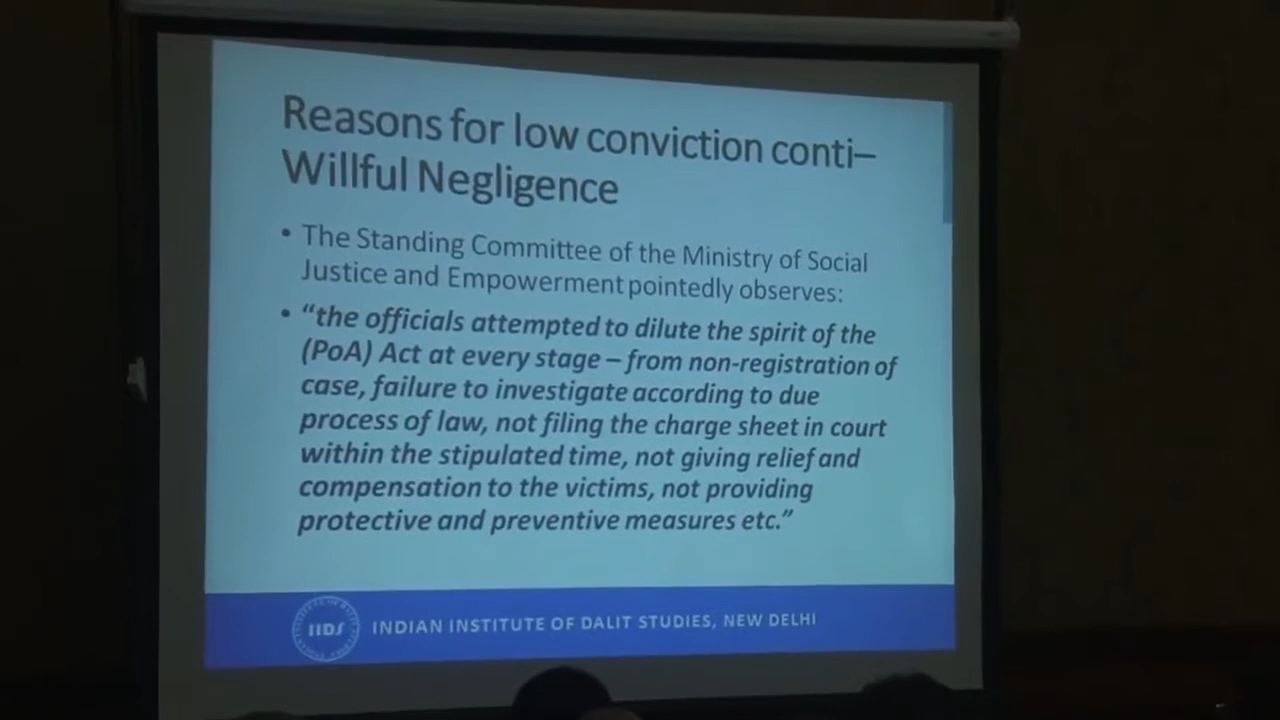 Reasons for low conviction conti–
Willful Negligence
• The Standing Committee of the Ministry of Social
Justice and Empowerment pointedly observes:
• “the officials attempted to dilute the spirit of the
(PoA) Act at every stage – from non-registration of
case, failure to investigate according to due
process of law, not filing the charge sheet in court
within the stipulated time, not giving relief and
compensation to the victims, not providing
protective and preventive measures etc.”
IIDS
INDIAN INSTITUTE OF DALIT STUDIES, NEW DELHI